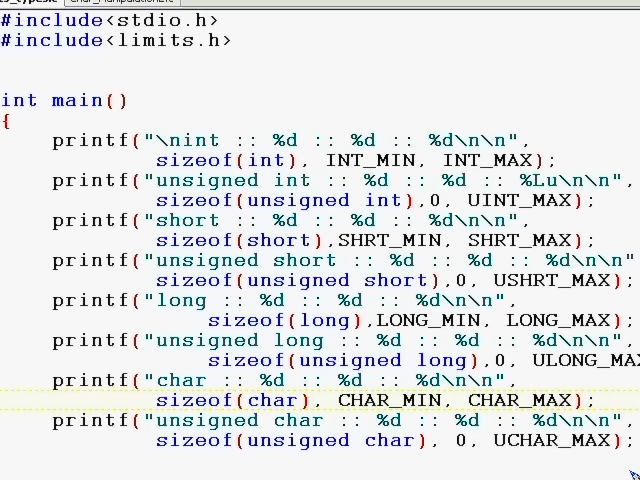 #include<stdio.h>
#include<limits.h>
int main()
{
printf("\nint :: %d :: %d :: %d\n\n",
sizeof(int), INT_MIN, INT_MAX);
printf("unsigned int :: %d :: %d :: %Lu\n\n",
sizeof(unsigned int),0, UINT_MAX);
printf("short :: %d :: %d :: %d\n\n",
sizeof(short),SHRT_MIN, SHRT_MAX);
printf("unsigned short :: %d :: %d :: %d\n\n"
sizeof(unsigned short),0, USHRT_MAX);
printf("long :: %d :: %d :: %d\n\n",
sizeof(long),LONG_MIN, LONG_MAX);
printf("unsigned long :: %d :: %d :: %d\n\n",
sizeof(unsigned long),0, ULONG_MAX
printf("char :: %d :: %d :: %d\n\n",
sizeof(char), CHAR_MIN, CHAR_MAX);
printf("unsigned char :: %d :: %d :: %d\n\n",
sizeof(unsigned char), 0, UCHAR_MAX);